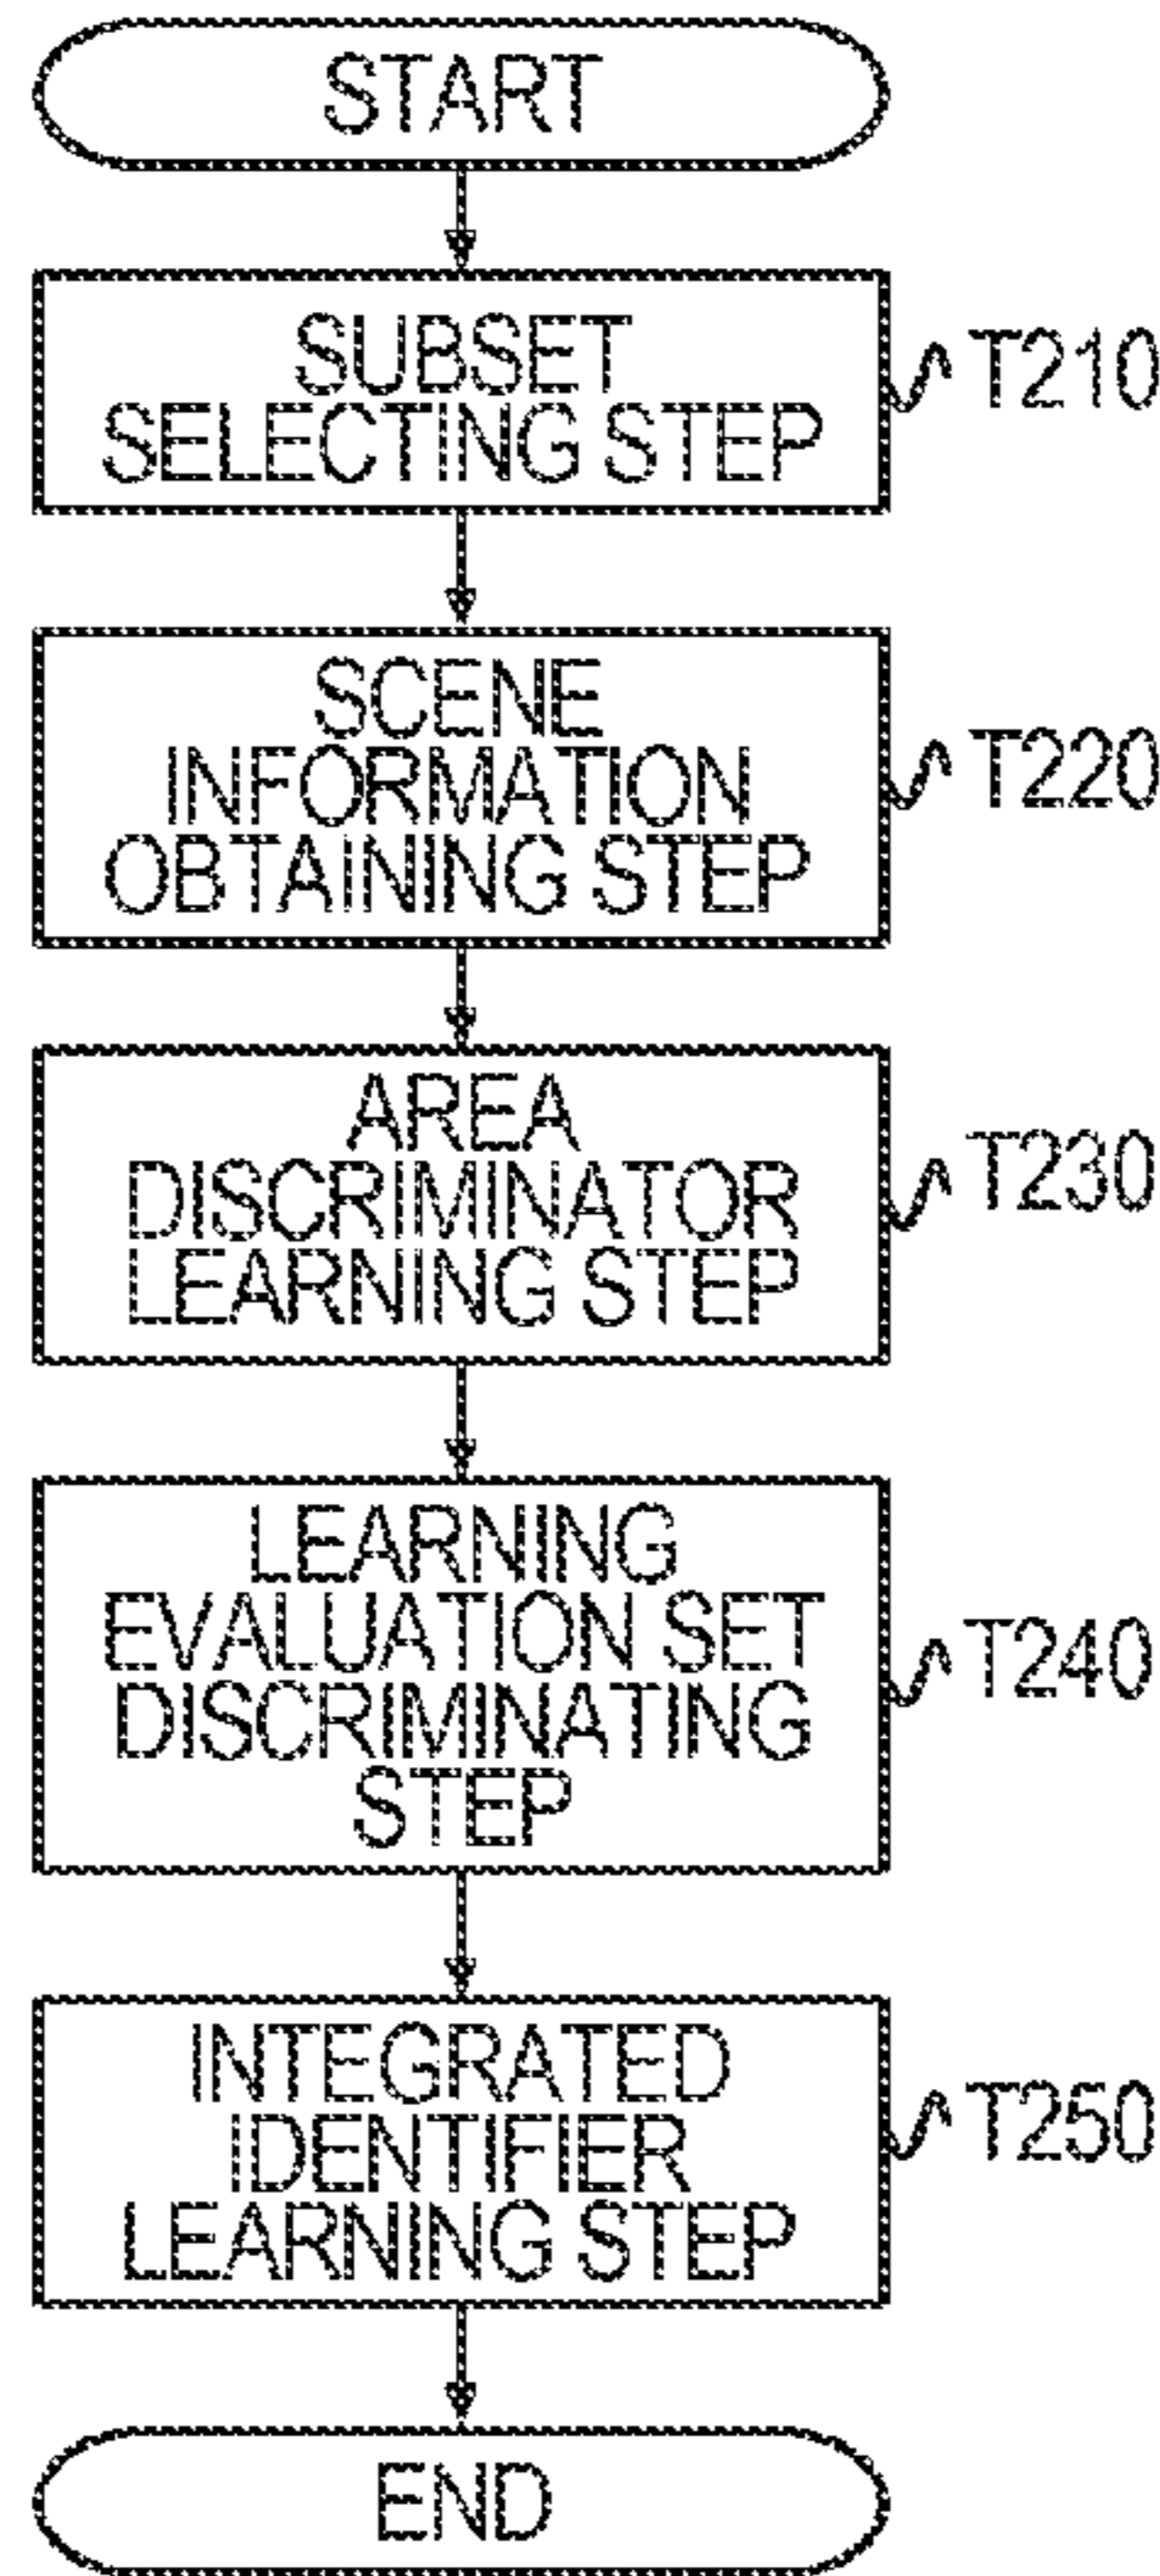 START
SUBSET
SELECTING STEP
T210
SCENE
INFORMATION
OBTAINING STEP
T220
AREA
DISCRIMINATOR
LEARNING STEP
T230
LEARNING
EVALUATION SET
DISCRIMINATING
STEP
T240
INTEGRATED
IDENTIFIER
LEARNING STEP
T250
END